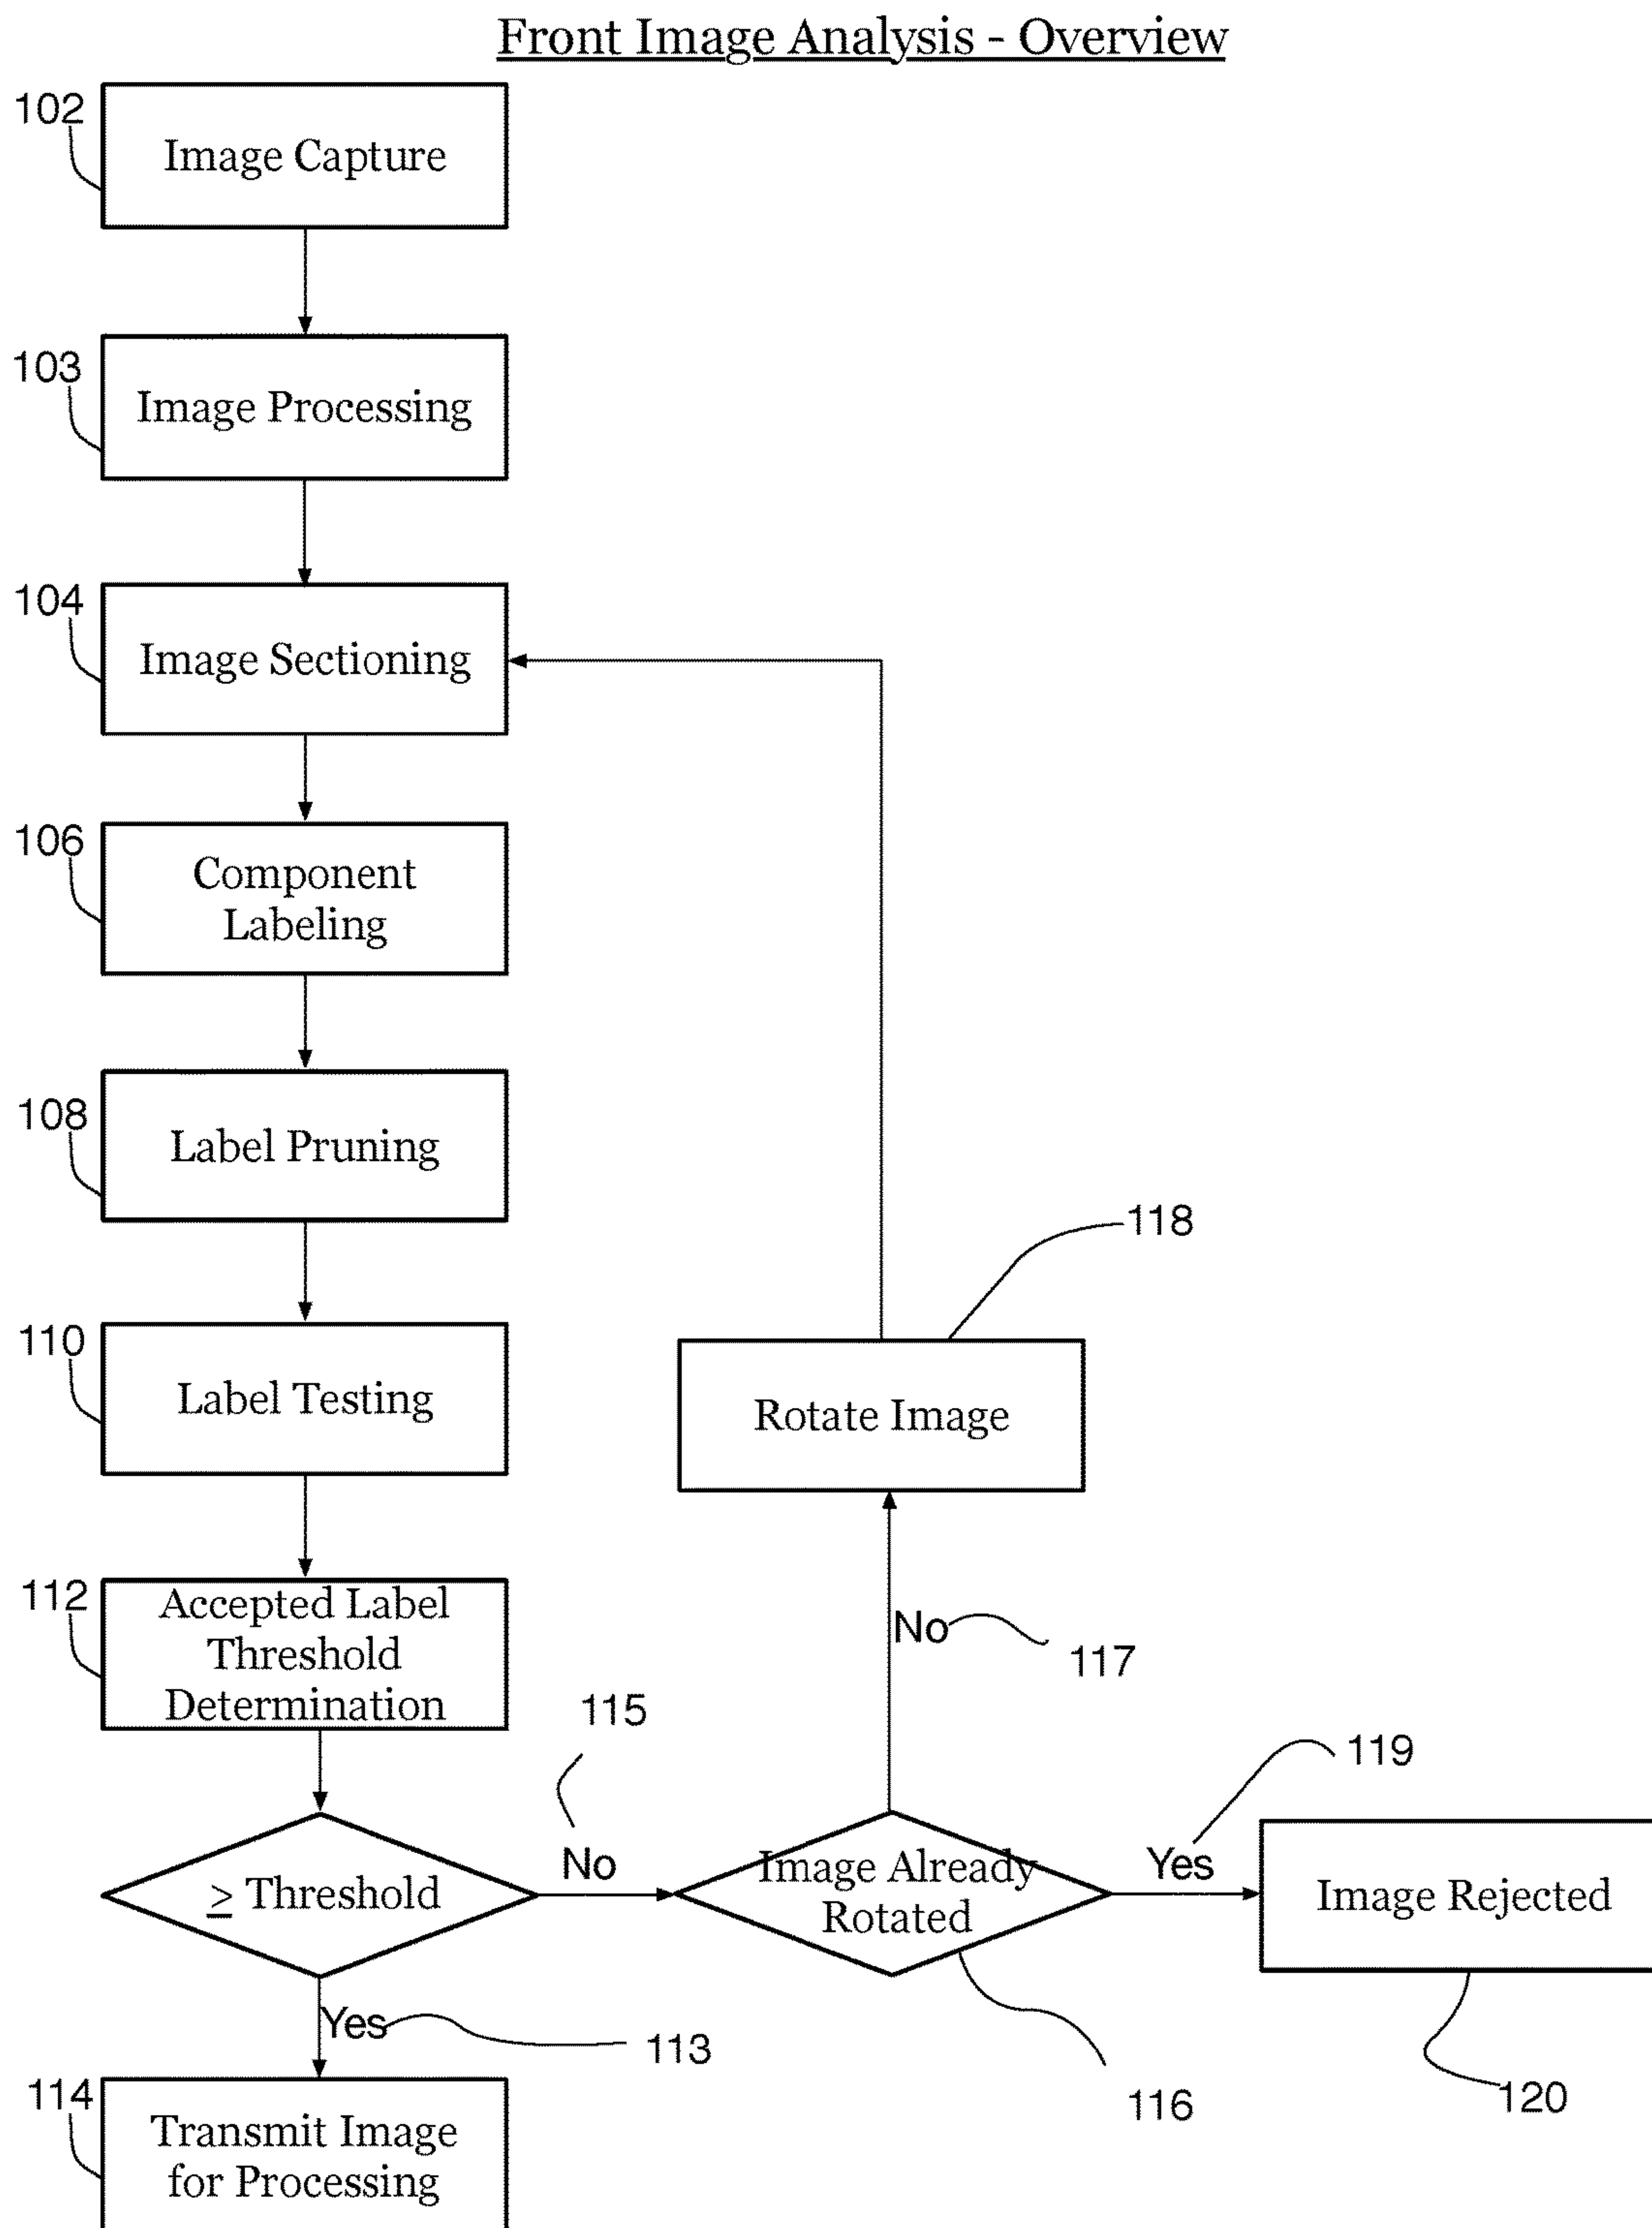 Front Image Analysis - Overview
102
Image Capture
103
Image Processing
104
Image Sectioning
106
Component
Labeling
108
Label Pruning
118
110
Label Testing
Rotate Image
112
Accepted Label
Threshold
Determination
No
117
115
119
≥ Threshold
No
Image Already
Rotated
Yes
Image Rejected
Yes
113
116
120
114
Transmit Image
for Processing